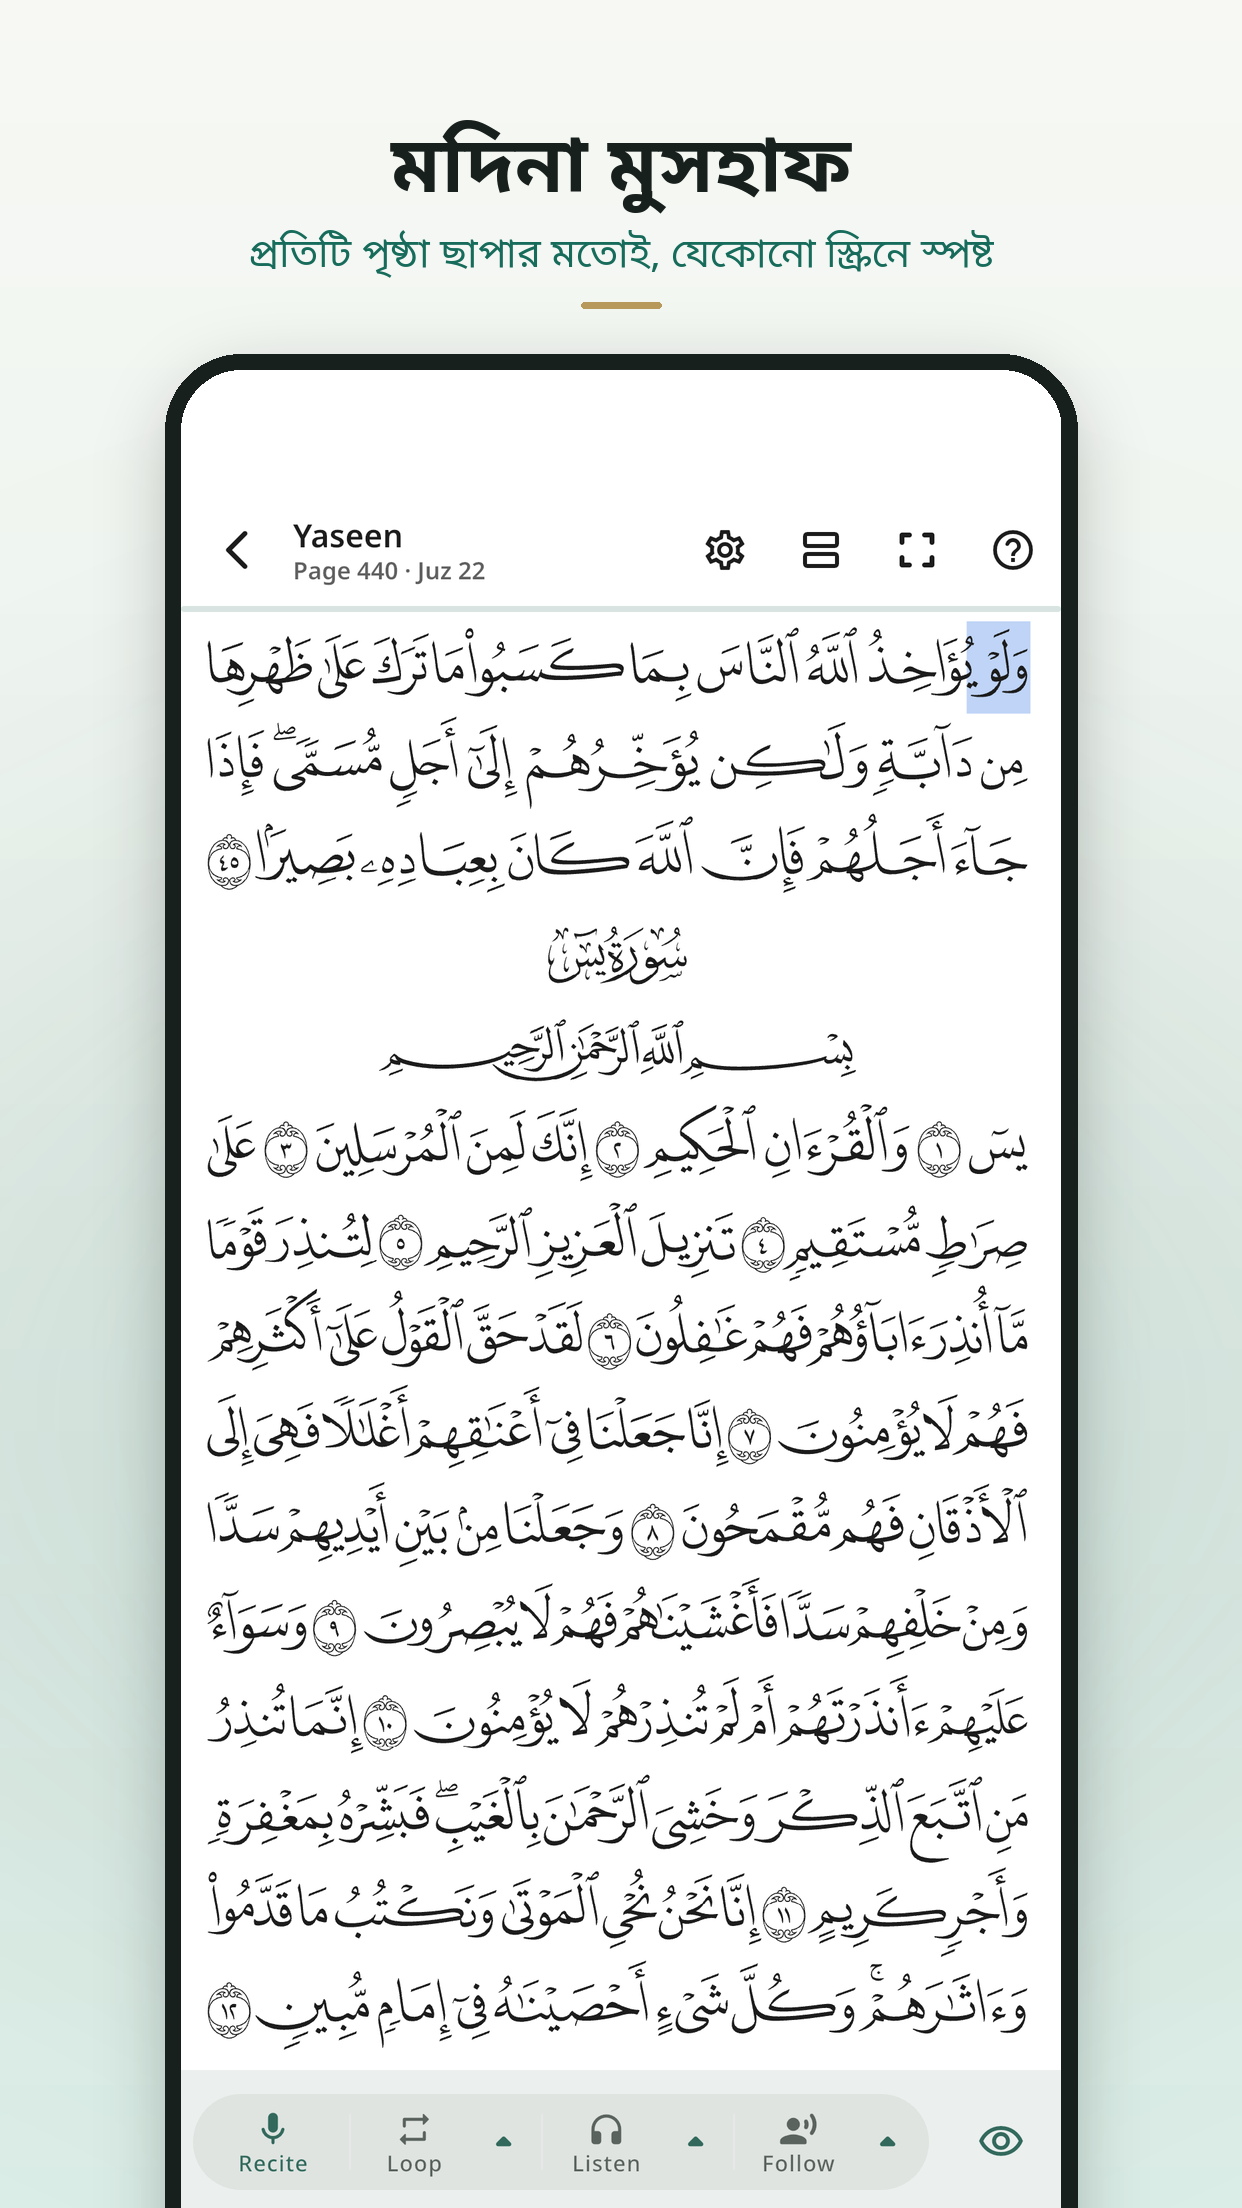 মদিনা মুসহাফ
প্রতিটি পৃষ্ঠা ছাপার মতোই, যেকোনো স্ক্রিনে স্পষ্ট
Yaseen
Page 440 · Juz 22
وَلَوْ يُؤَاخِذُ ٱللَّهُ ٱلنَّاسَ بِمَا كَسَبُوا۟ مَا تَرَكَ عَلَىٰ ظَهْرِهَا
مِن دَآبَّةٍ وَلَـٰكِن يُؤَخِّرُهُمْ إِلَىٰٓ أَجَلٍ مُّسَمًّى ۖ فَإِذَا
جَآءَ أَجَلُهُمْ فَإِنَّ ٱللَّهَ كَانَ بِعِبَادِهِۦ بَصِيرًۢا ٤٥
سُورَةُ يسٓ
بِسْمِ ٱللَّهِ ٱلرَّحْمَـٰنِ ٱلرَّحِيمِ
يسٓ ١ وَٱلْقُرْءَانِ ٱلْحَكِيمِ ٢ إِنَّكَ لَمِنَ ٱلْمُرْسَلِينَ ٣ عَلَىٰ
صِرَٰطٍ مُّسْتَقِيمٍ ٤ تَنزِيلَ ٱلْعَزِيزِ ٱلرَّحِيمِ ٥ لِتُنذِرَ قَوْمًا
مَّآ أُنذِرَ ءَابَآؤُهُمْ فَهُمْ غَـٰفِلُونَ ٦ لَقَدْ حَقَّ ٱلْقَوْلُ عَلَىٰٓ أَكْثَرِهِمْ
فَهُمْ لَا يُؤْمِنُونَ ٧ إِنَّا جَعَلْنَا فِىٓ أَعْنَـٰقِهِمْ أَغْلَـٰلًا فَهِىَ إِلَى
ٱلْأَذْقَانِ فَهُم مُّقْمَحُونَ ٨ وَجَعَلْنَا مِنۢ بَيْنِ أَيْدِيهِمْ سَدًّا
وَمِنْ خَلْفِهِمْ سَدًّا فَأَغْشَيْنَـٰهُمْ فَهُمْ لَا يُبْصِرُونَ ٩ وَسَوَآءٌ
عَلَيْهِمْ ءَأَنذَرْتَهُمْ أَمْ لَمْ تُنذِرْهُمْ لَا يُؤْمِنُونَ ١٠ إِنَّمَا تُنذِرُ
مَنِ ٱتَّبَعَ ٱلذِّكْرَ وَخَشِىَ ٱلرَّحْمَـٰنَ بِٱلْغَيْبِ ۖ فَبَشِّرْهُ بِمَغْفِرَةٍ
وَأَجْرٍ كَرِيمٍ ١١ إِنَّا نَحْنُ نُحْىِ ٱلْمَوْتَىٰ وَنَكْتُبُ مَا قَدَّمُوا۟
وَءَاثَـٰرَهُمْ ۚ وَكُلَّ شَىْءٍ أَحْصَيْنَـٰهُ فِىٓ إِمَامٍ مُّبِينٍ ١٢
Recite Loop Listen Follow